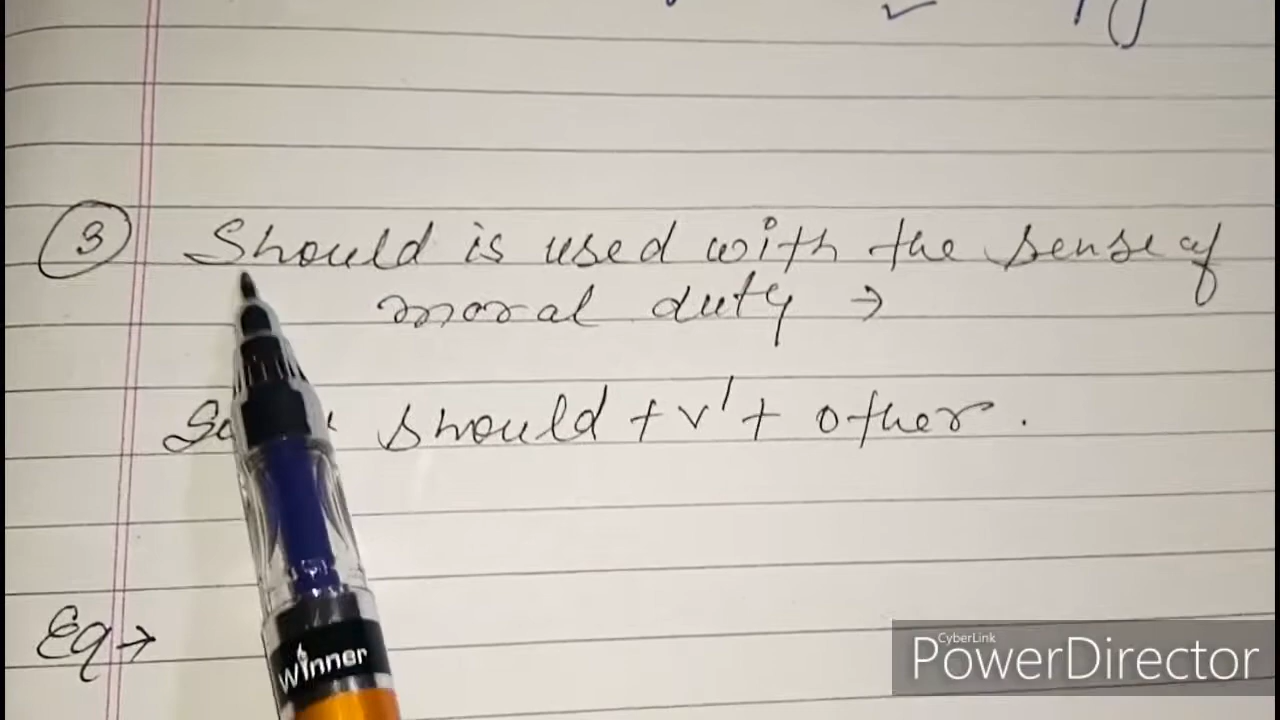 3 Should is used with the sense of
moral duty →
should + v¹ + other.
Eg →
Winner
CyberLink
PowerDirector